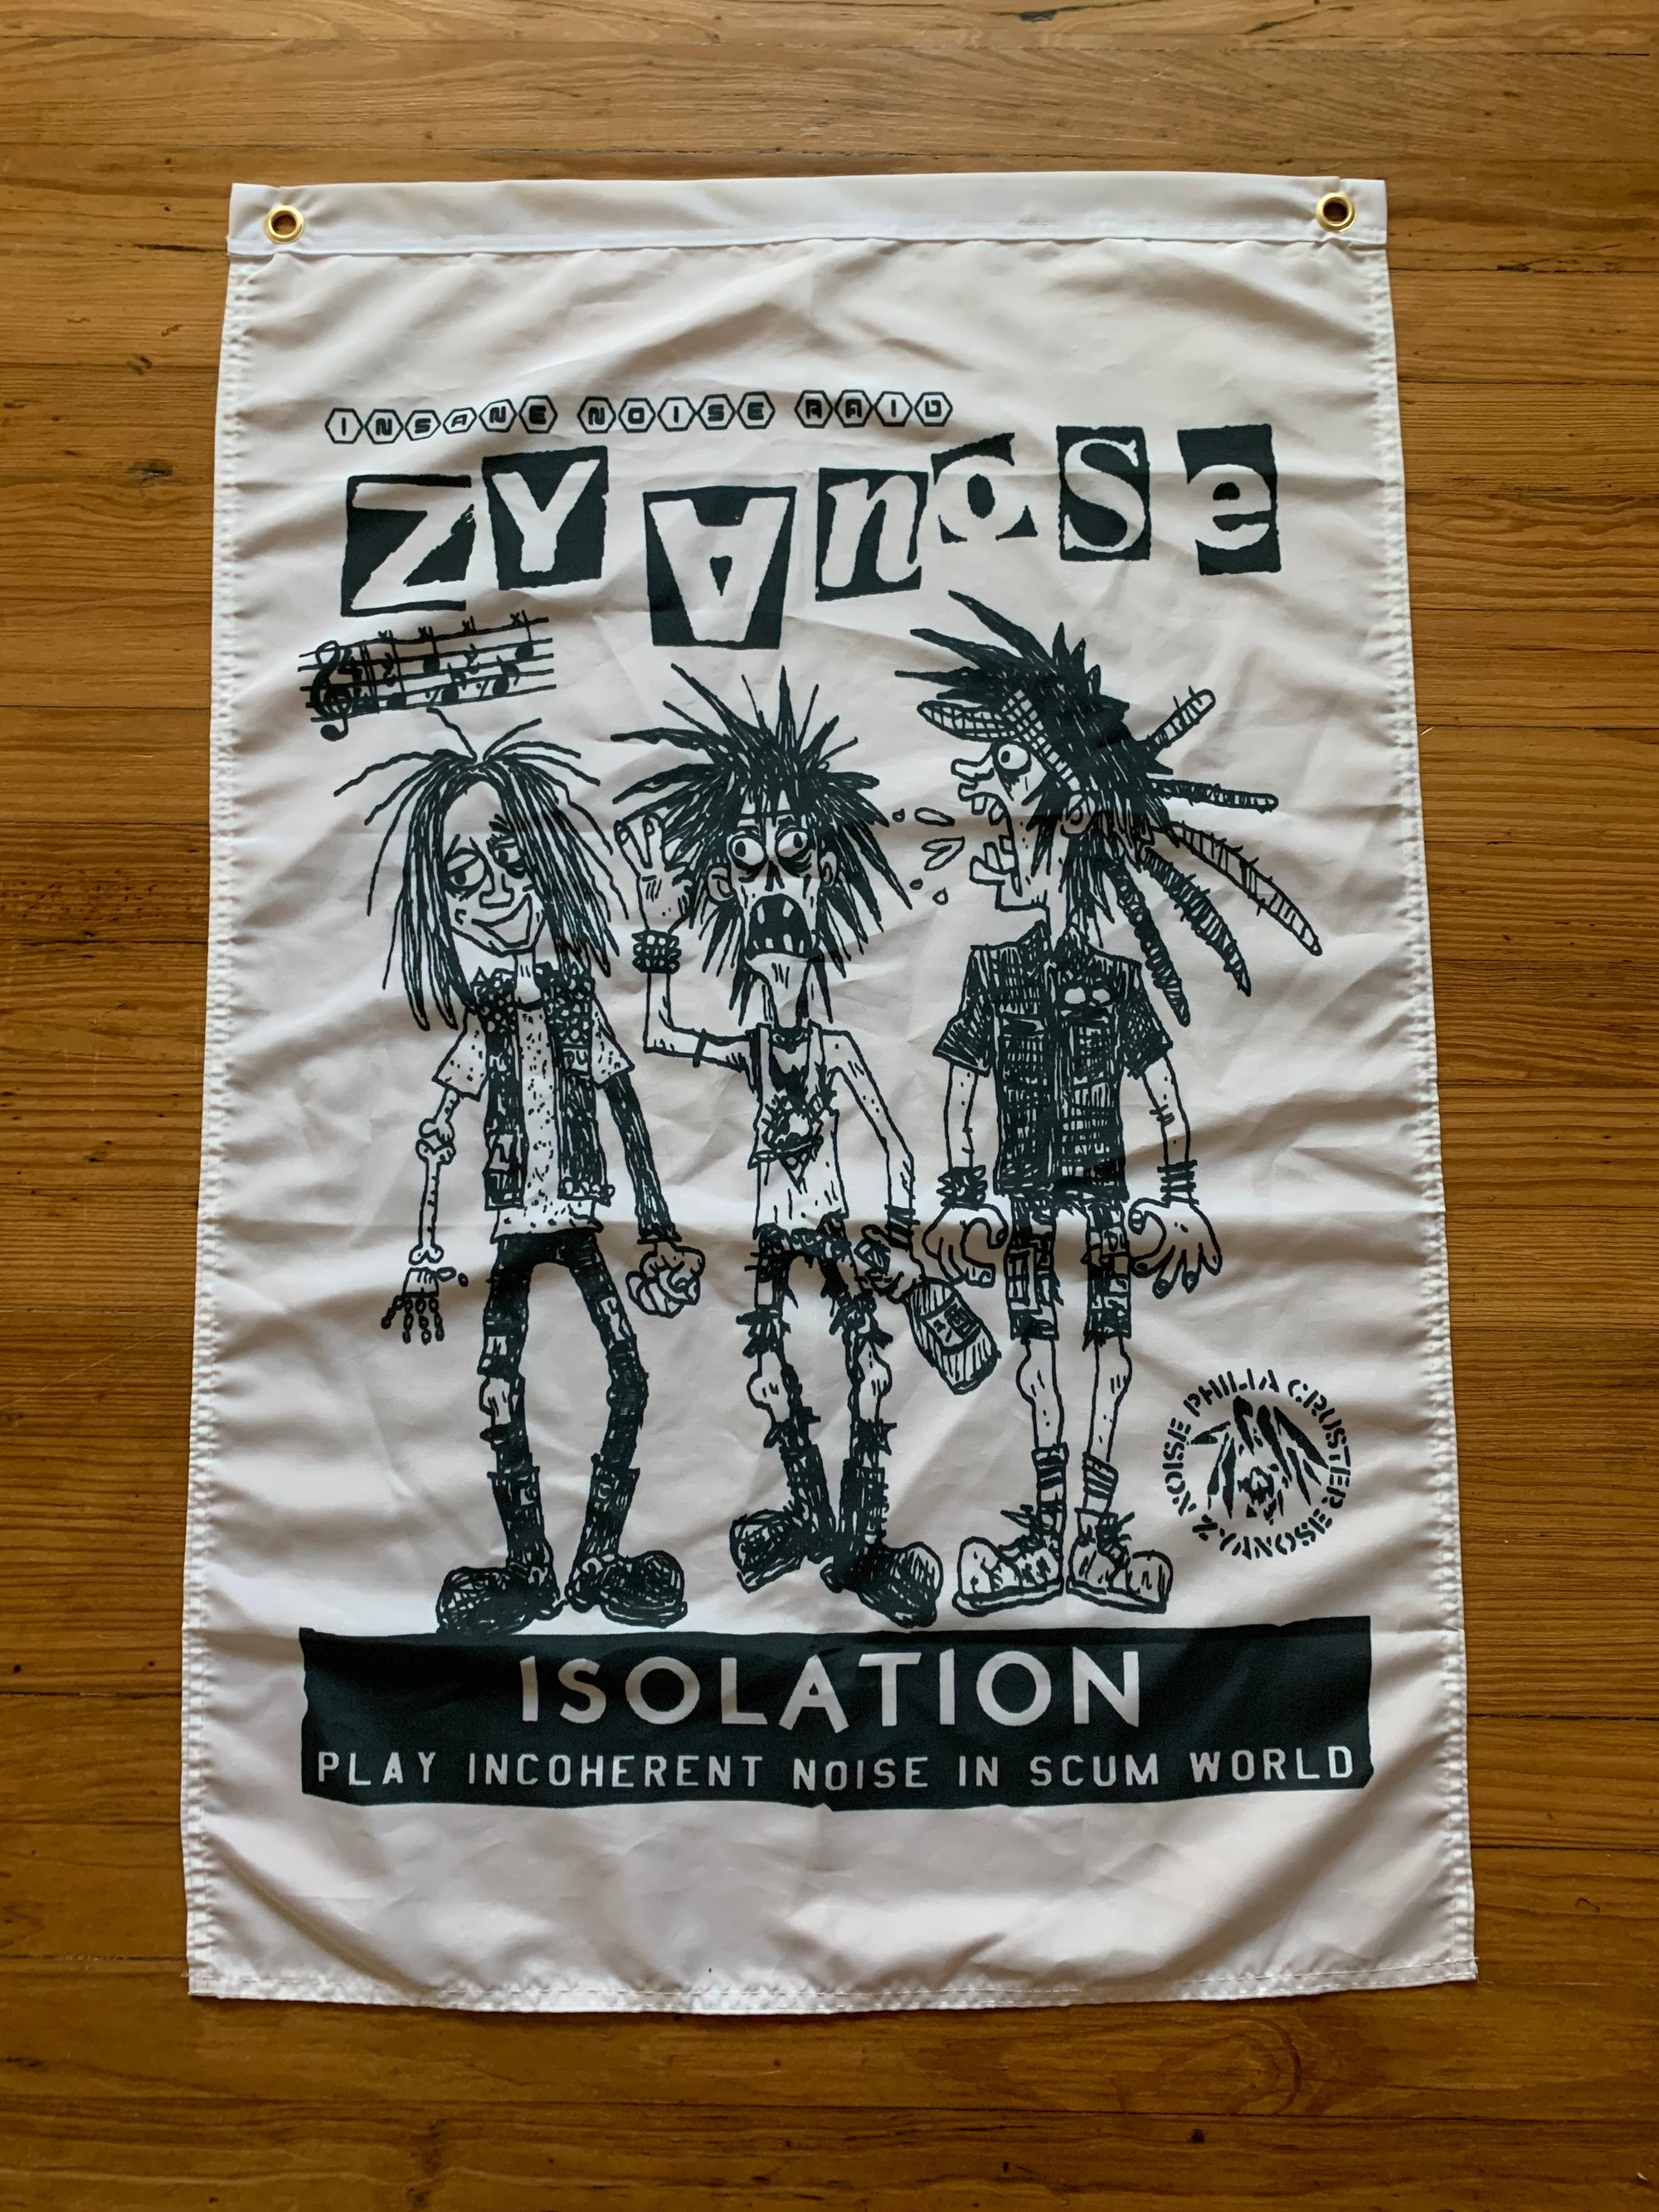 INSANE NOISE RAID
ZYAnoSe
NOISE PHILIA CRUSTER ZYANOSE
ISOLATION
PLAY INCOHERENT NOISE IN SCUM WORLD